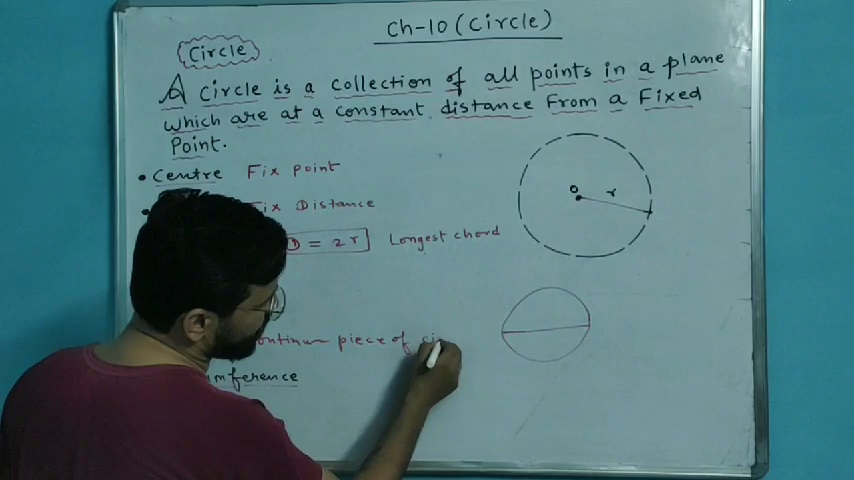 Ch-10 (Circle)
Circle
A circle is a collection of all points in a plane
which are at a constant distance from a Fixed
Point.
• Centre Fix point
Fix Distance
D = 2r Longest chord
piece of
o r